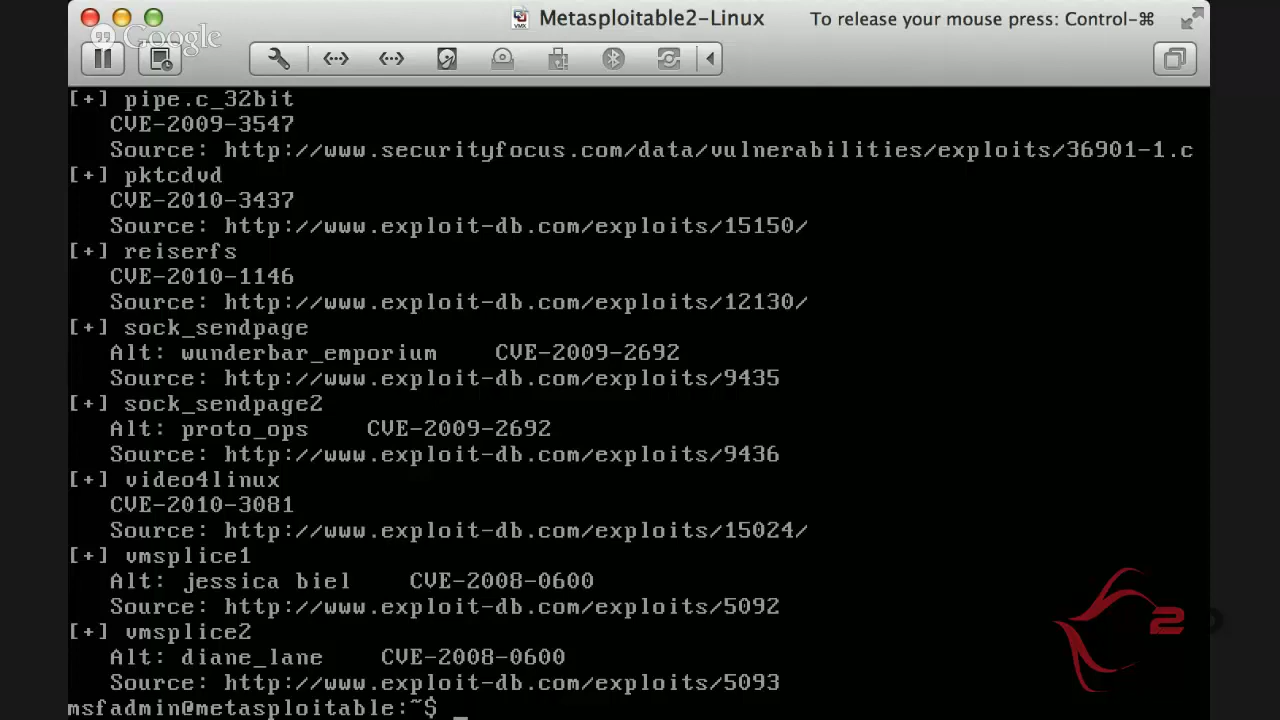 Metasploitable2-Linux
To release your mouse press: Control-⌘
Google
[+] pipe.c_32bit
CVE-2009-3547
Source: http://www.securityfocus.com/data/vulnerabilities/exploits/36901-1.c
[+] pktcdvd
CVE-2010-3437
Source: http://www.exploit-db.com/exploits/15150/
[+] reiserfs
CVE-2010-1146
Source: http://www.exploit-db.com/exploits/12130/
[+] sock_sendpage
Alt: wunderbar_emporium CVE-2009-2692
Source: http://www.exploit-db.com/exploits/9435
[+] sock_sendpage2
Alt: proto_ops CVE-2009-2692
Source: http://www.exploit-db.com/exploits/9436
[+] video4linux
CVE-2010-3081
Source: http://www.exploit-db.com/exploits/15024/
[+] vmsplice1
Alt: jessica biel CVE-2008-0600
Source: http://www.exploit-db.com/exploits/5092
[+] vmsplice2
Alt: diane_lane CVE-2008-0600
Source: http://www.exploit-db.com/exploits/5093
msfadmin@metasploitable:~$ _
2